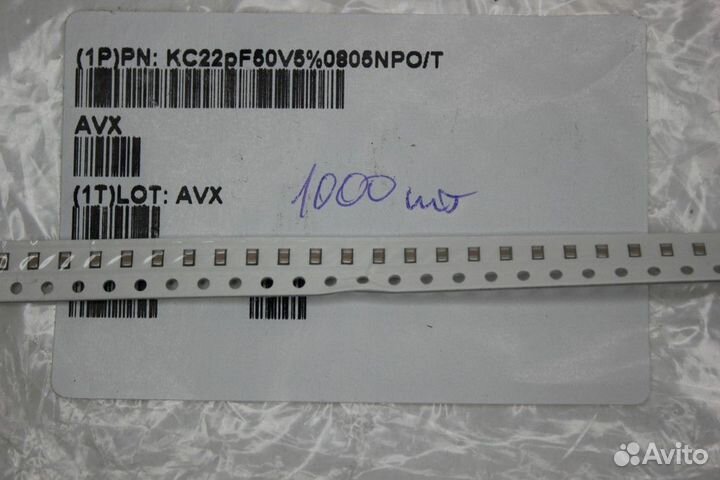 (1P)PN: KC22pF50V5%0805NPO/T
AVX
(1T)LOT: AVX
1000 шт
Avito